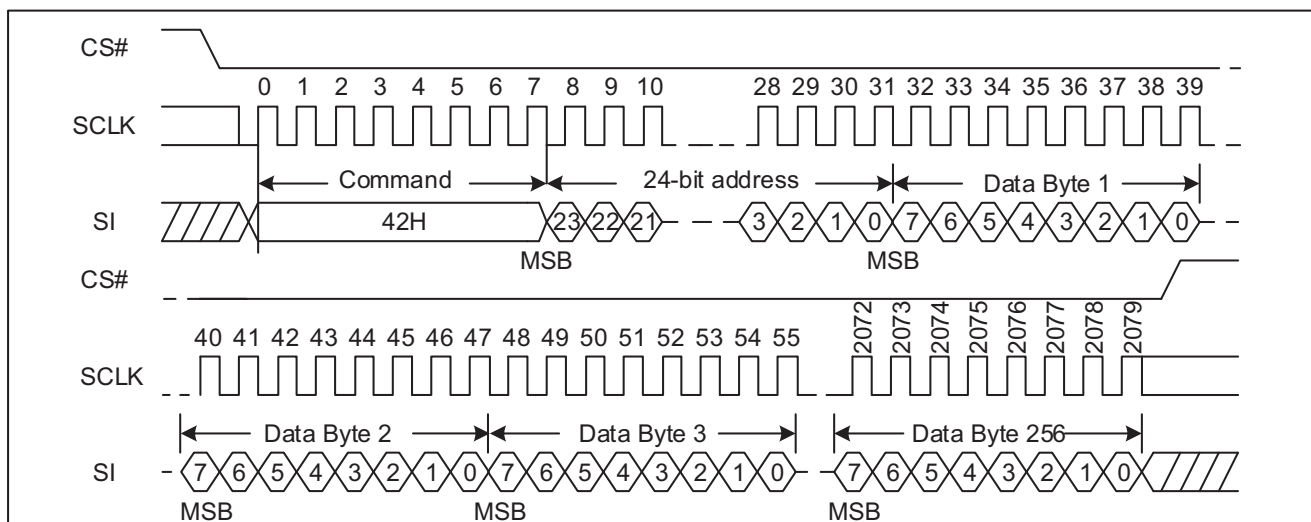 CS#
0 1 2 3 4 5 6 7 8 9 10 28 29 30 31 32 33 34 35 36 37 38 39
SCLK
Command 24-bit address Data Byte 1
SI 42H 23 22 21 3 2 1 0 7 6 5 4 3 2 1 0
MSB MSB
CS#
40 41 42 43 44 45 46 47 48 49 50 51 52 53 54 55 2072 2073 2074 2075 2076 2077 2078 2079
SCLK
Data Byte 2 Data Byte 3 Data Byte 256
SI 7 6 5 4 3 2 1 0 7 6 5 4 3 2 1 0 7 6 5 4 3 2 1 0
MSB MSB MSB